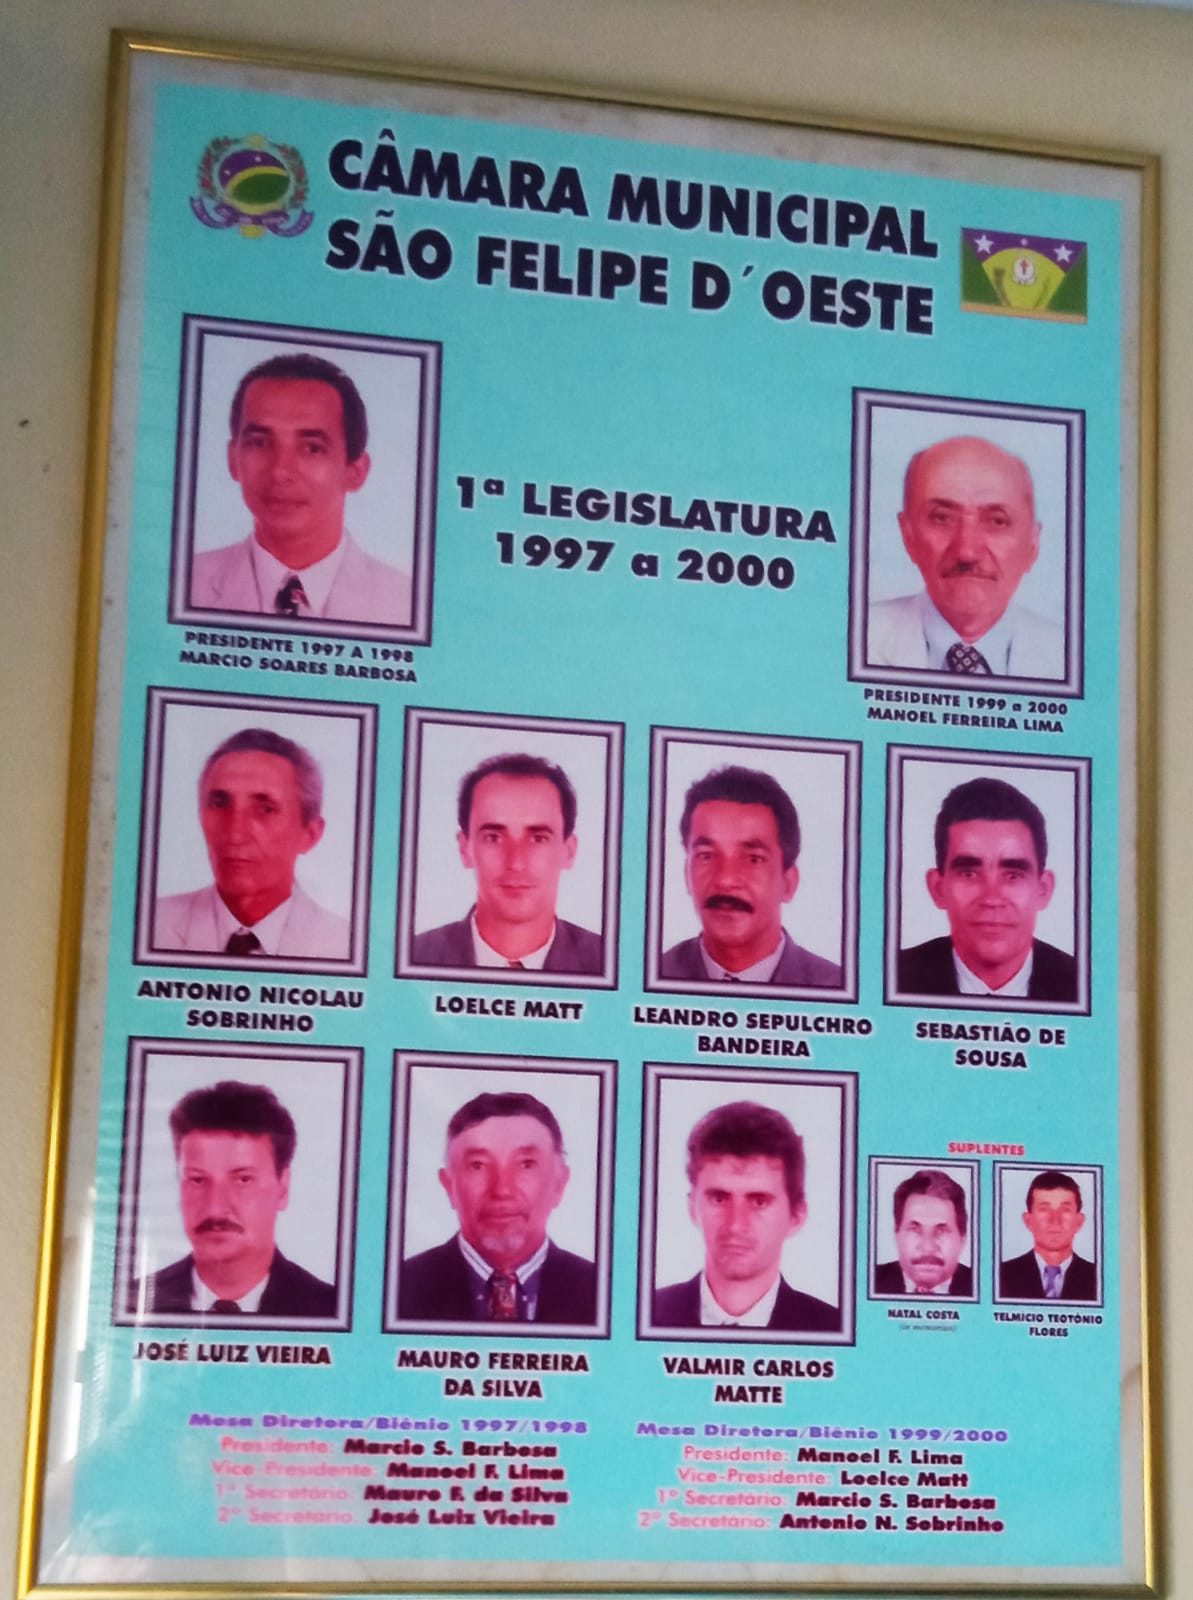 CÂMARA MUNICIPAL
SÃO FELIPE D´OESTE
1ª LEGISLATURA
1997 a 2000
PRESIDENTE 1997 A 1998
MARCIO SOARES BARBOSA
PRESIDENTE 1999 a 2000
MANOEL FERREIRA LIMA
ANTONIO NICOLAU
SOBRINHO
LOELCE MATT
LEANDRO SEPULCHRO
BANDEIRA
SEBASTIÃO DE
SOUSA
JOSÉ LUIZ VIEIRA
MAURO FERREIRA
DA SILVA
VALMIR CARLOS
MATTE
SUPLENTES
NATAL COSTA
TELMÍCIO TEOTÔNIO
FLORES
Mesa Diretora/Biênio 1997/1998
Presidente: Marcio S. Barbosa
Vice-Presidente: Manoel F. Lima
1º Secretário: Mauro F. da Silva
2º Secretário: José Luiz Vieira
Mesa Diretora/Biênio 1999/2000
Presidente: Manoel F. Lima
Vice-Presidente: Loelce Matt
1º Secretário: Marcio S. Barbosa
2º Secretário: Antonio N. Sobrinho